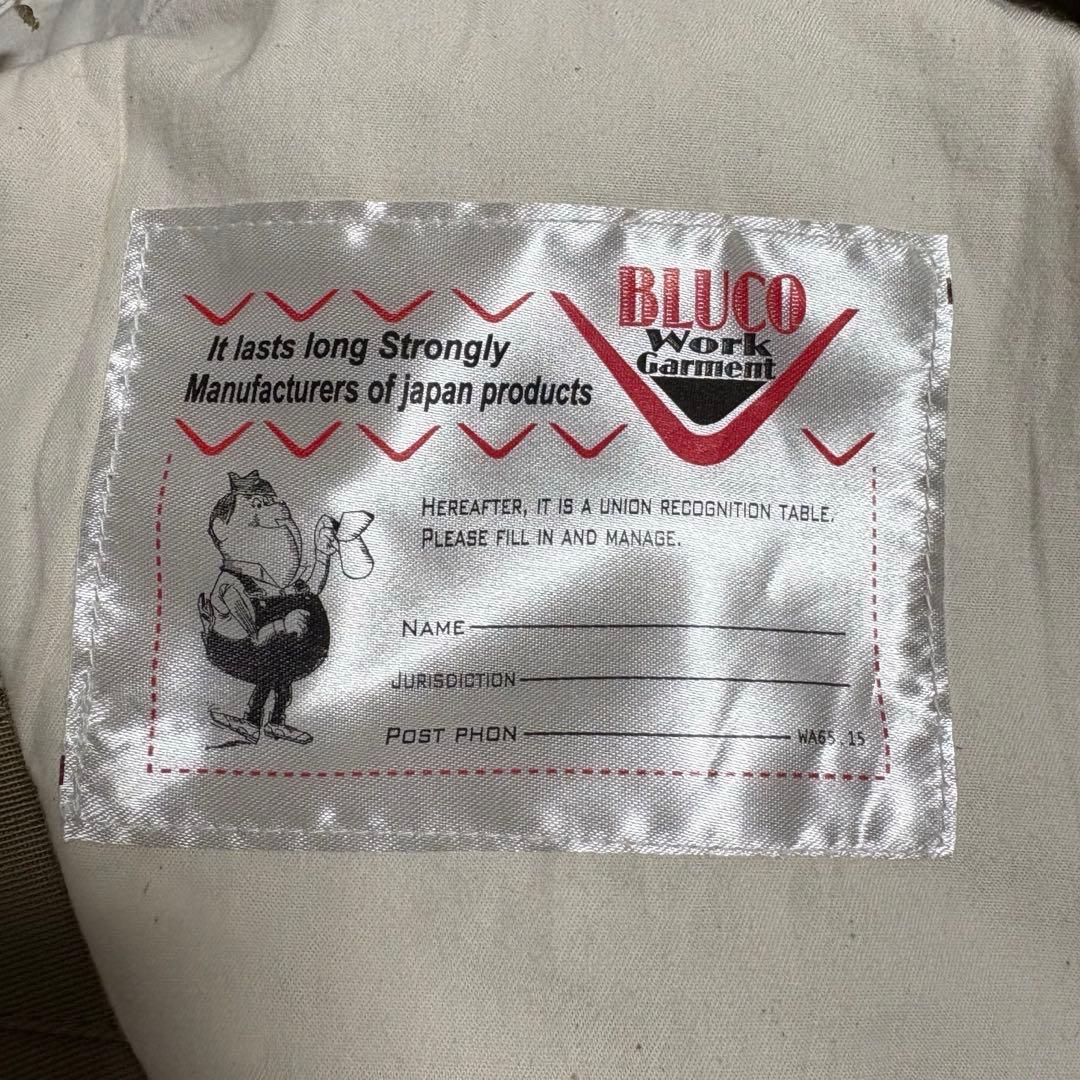 BLUCO
Work
Garment
It lasts long Strongly
Manufacturers of japan products
HEREAFTER, IT IS A UNION RECOGNITION TABLE.
PLEASE FILL IN AND MANAGE.
NAME
JURISDICTION
POST PHON
WA65.15